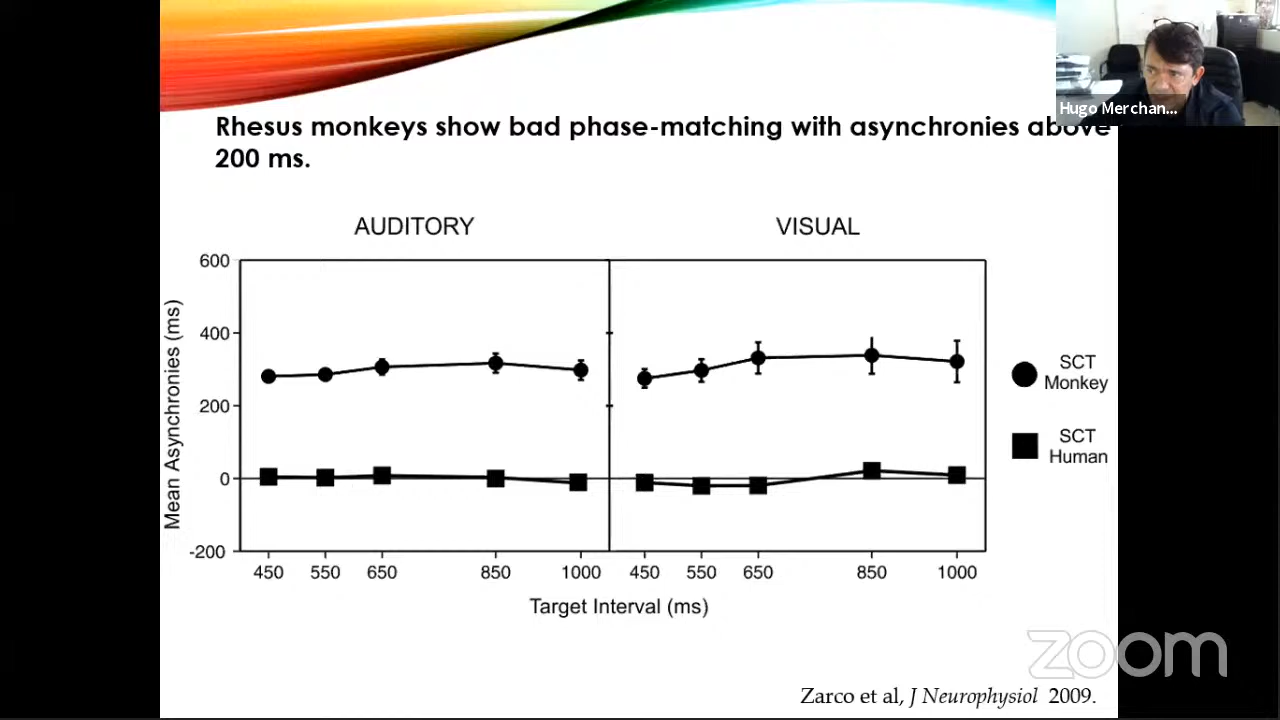 Hugo Merchan...
Rhesus monkeys show bad phase-matching with asynchronies above
200 ms.
AUDITORY
VISUAL
Mean Asynchronies (ms)
600
400
200
0
-200
450 550 650 850 1000
450 550 650 850 1000
Target Interval (ms)
SCT
Monkey
SCT
Human
zoom
Zarco et al, J Neurophysiol 2009.